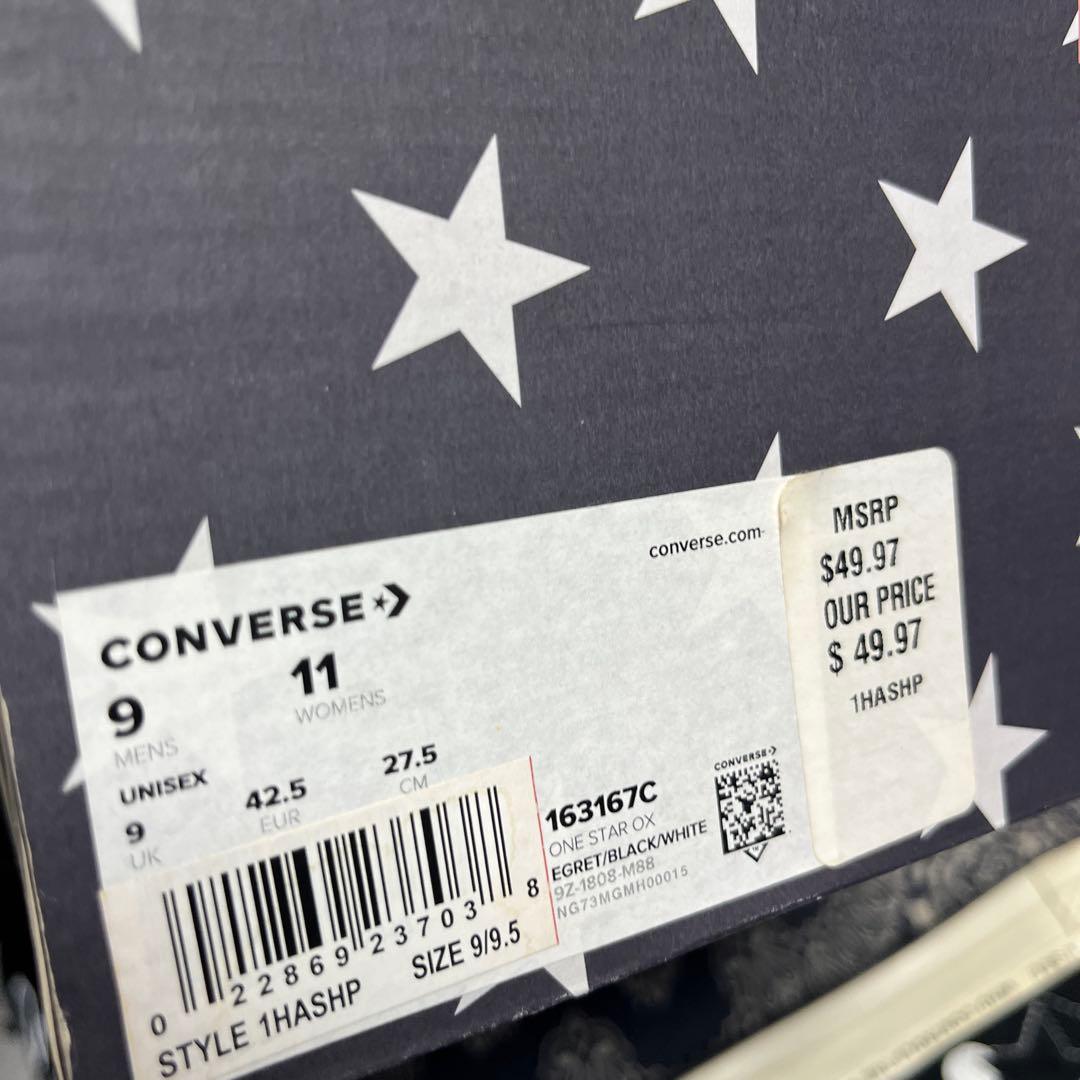 converse.com
CONVERSE
9
MENS
11
WOMENS
UNISEX
9
UK
42.5
EUR
27.5
CM
163167C
ONE STAR OX
EGRET/BLACK/WHITE
9Z-1808-M88
NG73MGMH00015
CONVERSE
0 22869 23703 8
SIZE 9/9.5
STYLE 1HASHP
MSRP
$49.97
OUR PRICE
$ 49.97
1HASHP